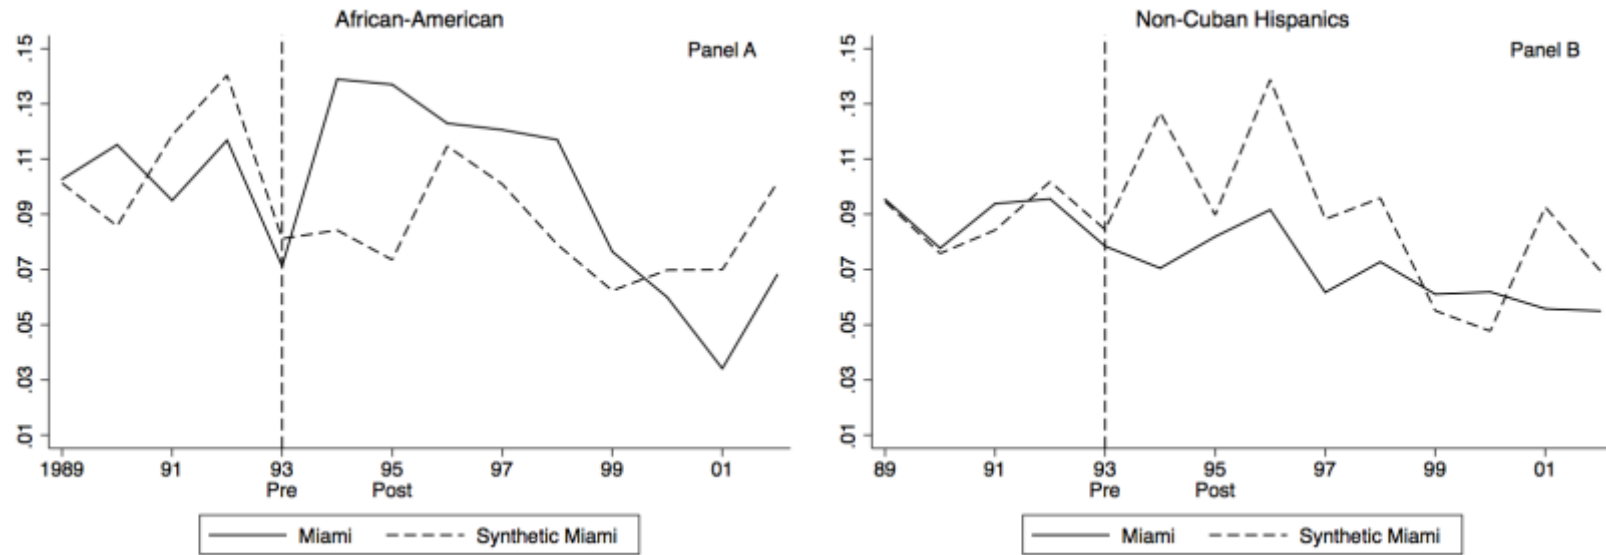 African-American
Panel A
.15
.13
.11
.09
.07
.05
.03
.01
1989 91 93 95 97 99 01
Pre Post
Miami Synthetic Miami
Non-Cuban Hispanics
Panel B
.15
.13
.11
.09
.07
.05
.03
.01
89 91 93 95 97 99 01
Pre Post
Miami Synthetic Miami